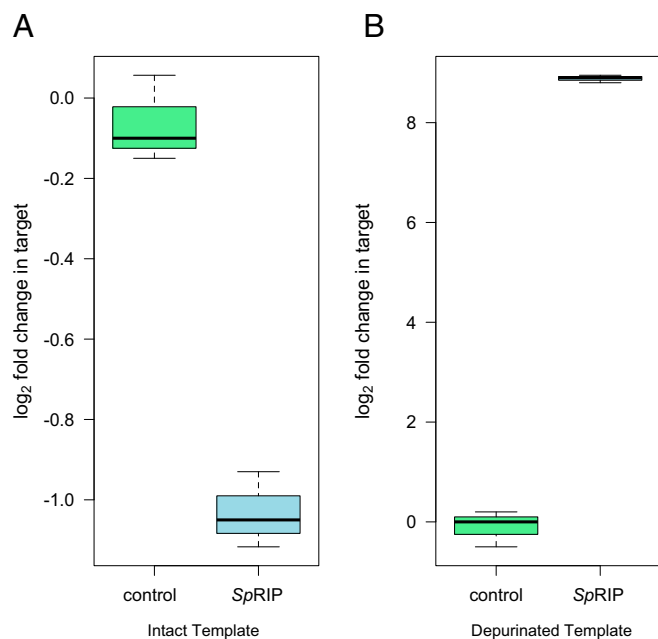 A
log2 fold change in target
0.0
-0.2
-0.4
-0.6
-0.8
-1.0
control
SpRIP
Intact Template
B
log2 fold change in target
8
6
4
2
0
control
SpRIP
Depurinated Template